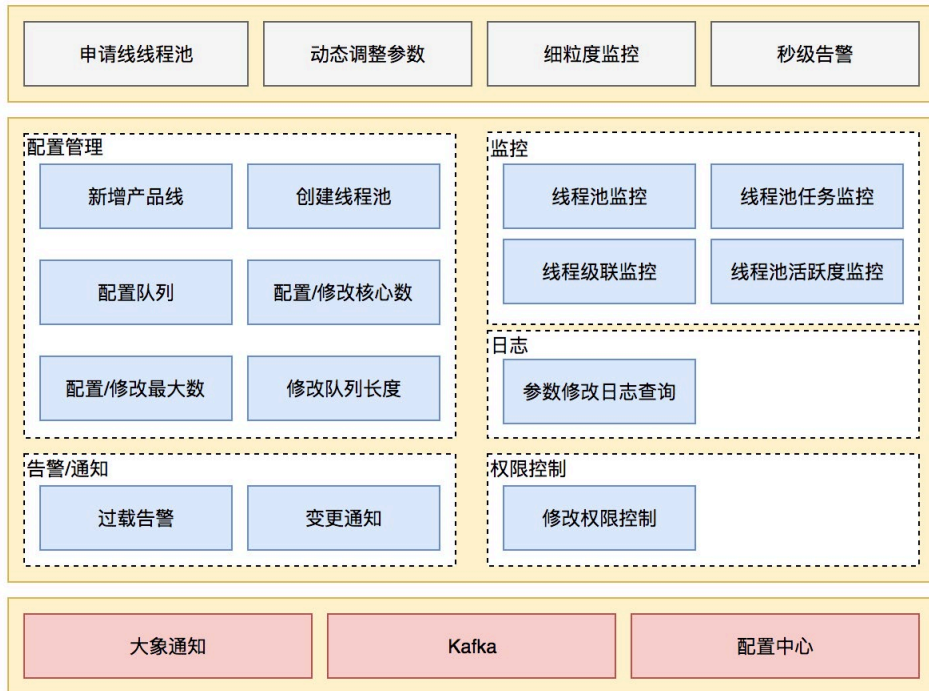 申请线线程池
动态调整参数
细粒度监控
秒级告警
配置管理
新增产品线
创建线程池
配置队列
配置/修改核心数
配置/修改最大数
修改队列长度
监控
线程池监控
线程池任务监控
线程级联监控
线程池活跃度监控
日志
参数修改日志查询
告警/通知
过载告警
变更通知
权限控制
修改权限控制
大象通知
Kafka
配置中心